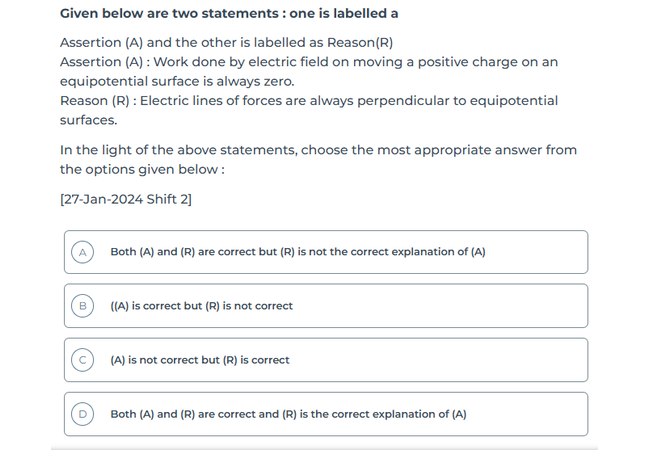 Given below are two statements : one is labelled a
Assertion (A) and the other is labelled as Reason(R)
Assertion (A) : Work done by electric field on moving a positive charge on an
equipotential surface is always zero.
Reason (R) : Electric lines of forces are always perpendicular to equipotential
surfaces.
In the light of the above statements, choose the most appropriate answer from
the options given below :
[27-Jan-2024 Shift 2]
A Both (A) and (R) are correct but (R) is not the correct explanation of (A)
B ((A) is correct but (R) is not correct
C (A) is not correct but (R) is correct
D Both (A) and (R) are correct and (R) is the correct explanation of (A)